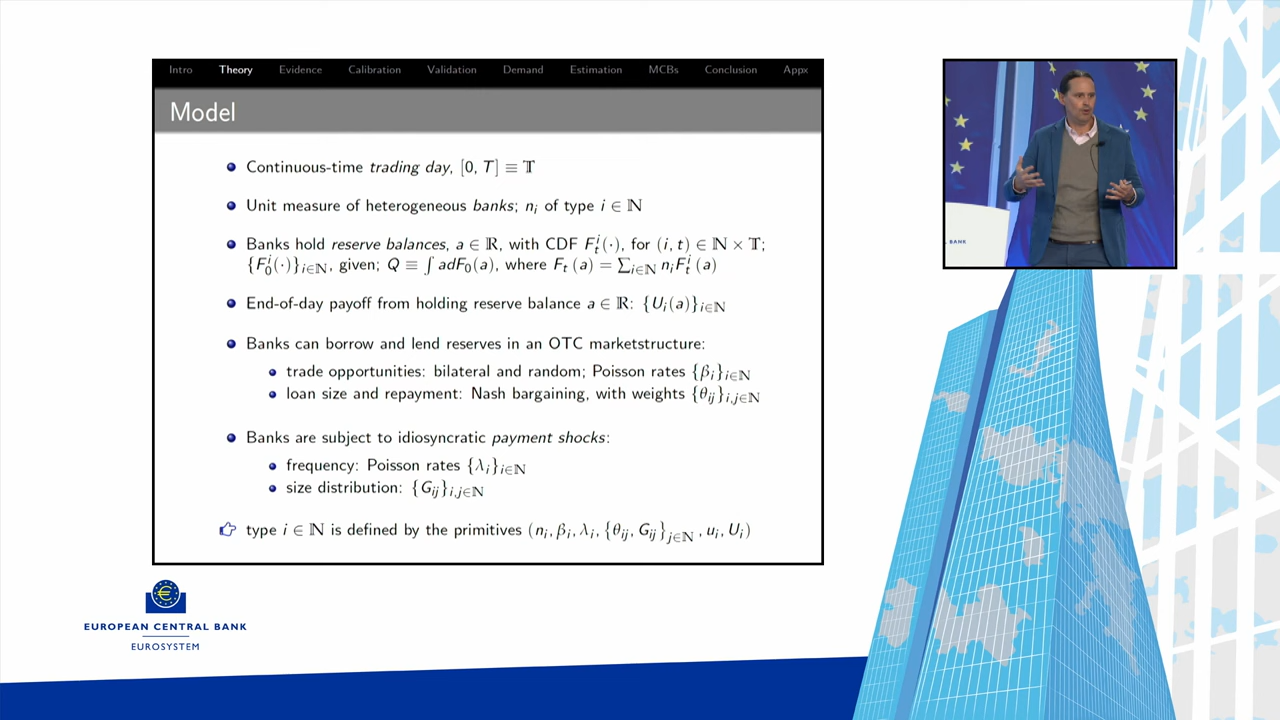 Intro Theory Evidence Calibration Validation Demand Estimation MCBs Conclusion Appx
Model
Continuous-time trading day, [0, T] ≡ 𝕋
Unit measure of heterogeneous banks; nᵢ of type i ∈ ℕ
Banks hold reserve balances, a ∈ ℝ, with CDF Fₜⁱ(·), for (i, t) ∈ ℕ × 𝕋;
{F₀ⁱ(·)}ᵢ∈ℕ, given; Q ≡ ∫ adF₀(a), where Fₜ (a) = ∑ᵢ∈ℕ nᵢFₜⁱ (a)
End-of-day payoff from holding reserve balance a ∈ ℝ: {Uᵢ(a)}ᵢ∈ℕ
Banks can borrow and lend reserves in an OTC marketstructure:
trade opportunities: bilateral and random; Poisson rates {βᵢ}ᵢ∈ℕ
loan size and repayment: Nash bargaining, with weights {θᵢⱼ}ᵢ,ⱼ∈ℕ
Banks are subject to idiosyncratic payment shocks:
frequency: Poisson rates {λᵢ}ᵢ∈ℕ
size distribution: {Gᵢⱼ}ᵢ,ⱼ∈ℕ
type i ∈ ℕ is defined by the primitives (nᵢ, βᵢ, λᵢ, {θᵢⱼ, Gᵢⱼ}ⱼ∈ℕ , uᵢ, Uᵢ)
BANK
€
EUROPEAN CENTRAL BANK
EUROSYSTEM